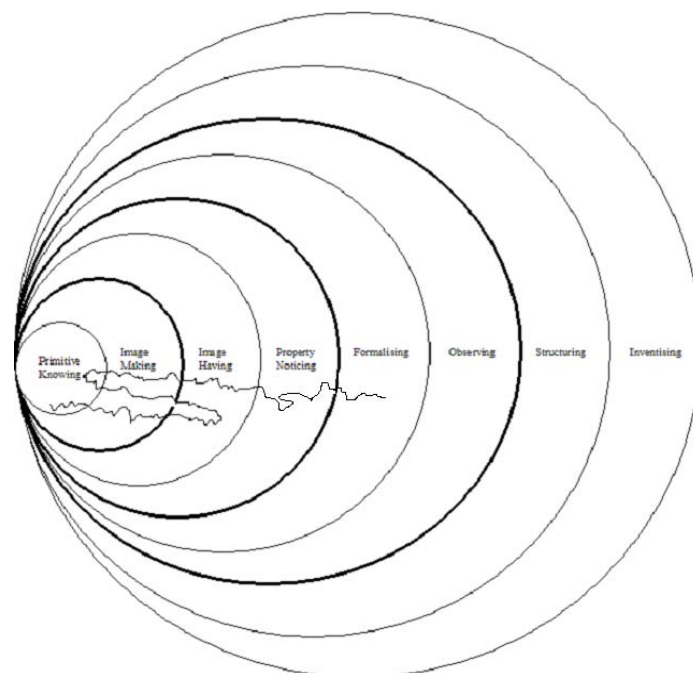 Primitive
Knowing
Image
Making
Image
Having
Property
Noticing
Formalising
Observing
Structuring
Inventising